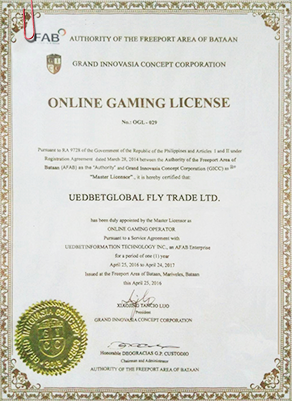 AFAB
AUTHORITY OF THE FREEPORT AREA OF BATAAN
GRAND INNOVASIA CONCEPT CORPORATION
ONLINE GAMING LICENSE
No.: OGL - 029
Pursuant to RA 9728 of the Government of the Republic of the Philippines and Articles I and II under
Registration Agreement dated March 28, 2014 between the Authority of the Freeport Area of
Bataan (AFAB) as the "Authority" and Grand Innovasia Concept Corporation (GICC) as the
"Master Licensor", it is hereby certified that:
UEDBETGLOBAL FLY TRADE LTD.
has been duly appointed by the Master Licensor as
ONLINE GAMING OPERATOR
Pursuant to a Service Agreement with
UEDBET INFORMATION TECHNOLOGY INC., an AFAB Enterprise
for a period of one (1) year
April 25, 2016 to April 24, 2017
Issued at the Freeport Area of Bataan, Mariveles, Bataan
this April 25, 2016
President
GRAND INNOVASIA CONCEPT CORPORATION
Honorable DEOGRACIAS G.P. CUSTODIO
Chairman and Administrator
AUTHORITY OF THE FREEPORT AREA OF BATAAN
GRAND INNOVASIA CONCEPT CORP